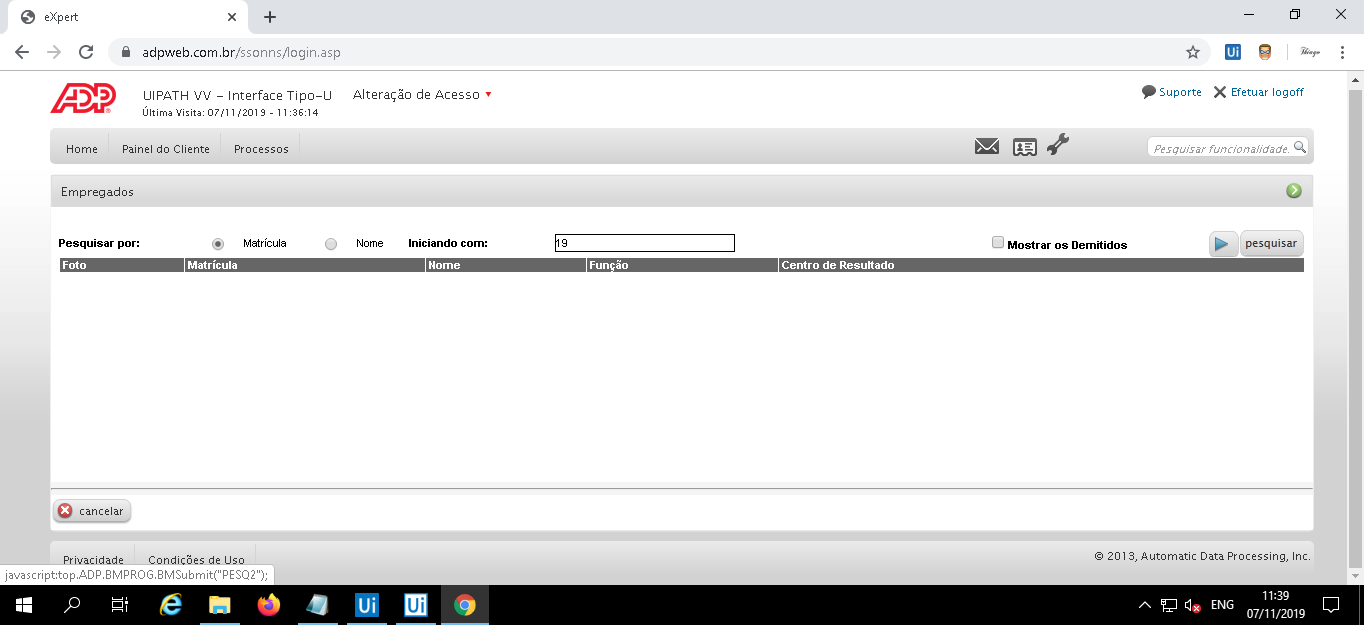 eXpert
adpweb.com.br/ssonns/login.asp
Ui
Thiago
ADP
UIPATH VV - Interface Tipo-U
Alteração de Acesso
Última Visita: 07/11/2019 - 11:36:14
Suporte
Efetuar logoff
Home
Painel do Cliente
Processos
Pesquisar funcionalidade.
Empregados
Pesquisar por:
Matrícula
Nome
Iniciando com:
19
Mostrar os Demitidos
pesquisar
Foto
Matrícula
Nome
Função
Centro de Resultado
cancelar
Privacidade
Condições de Uso
© 2013, Automatic Data Processing, Inc.
javascript:top.ADP.BMPROG.BMSubmit("PESQ2");
Ui
Ui
ENG
11:39
07/11/2019